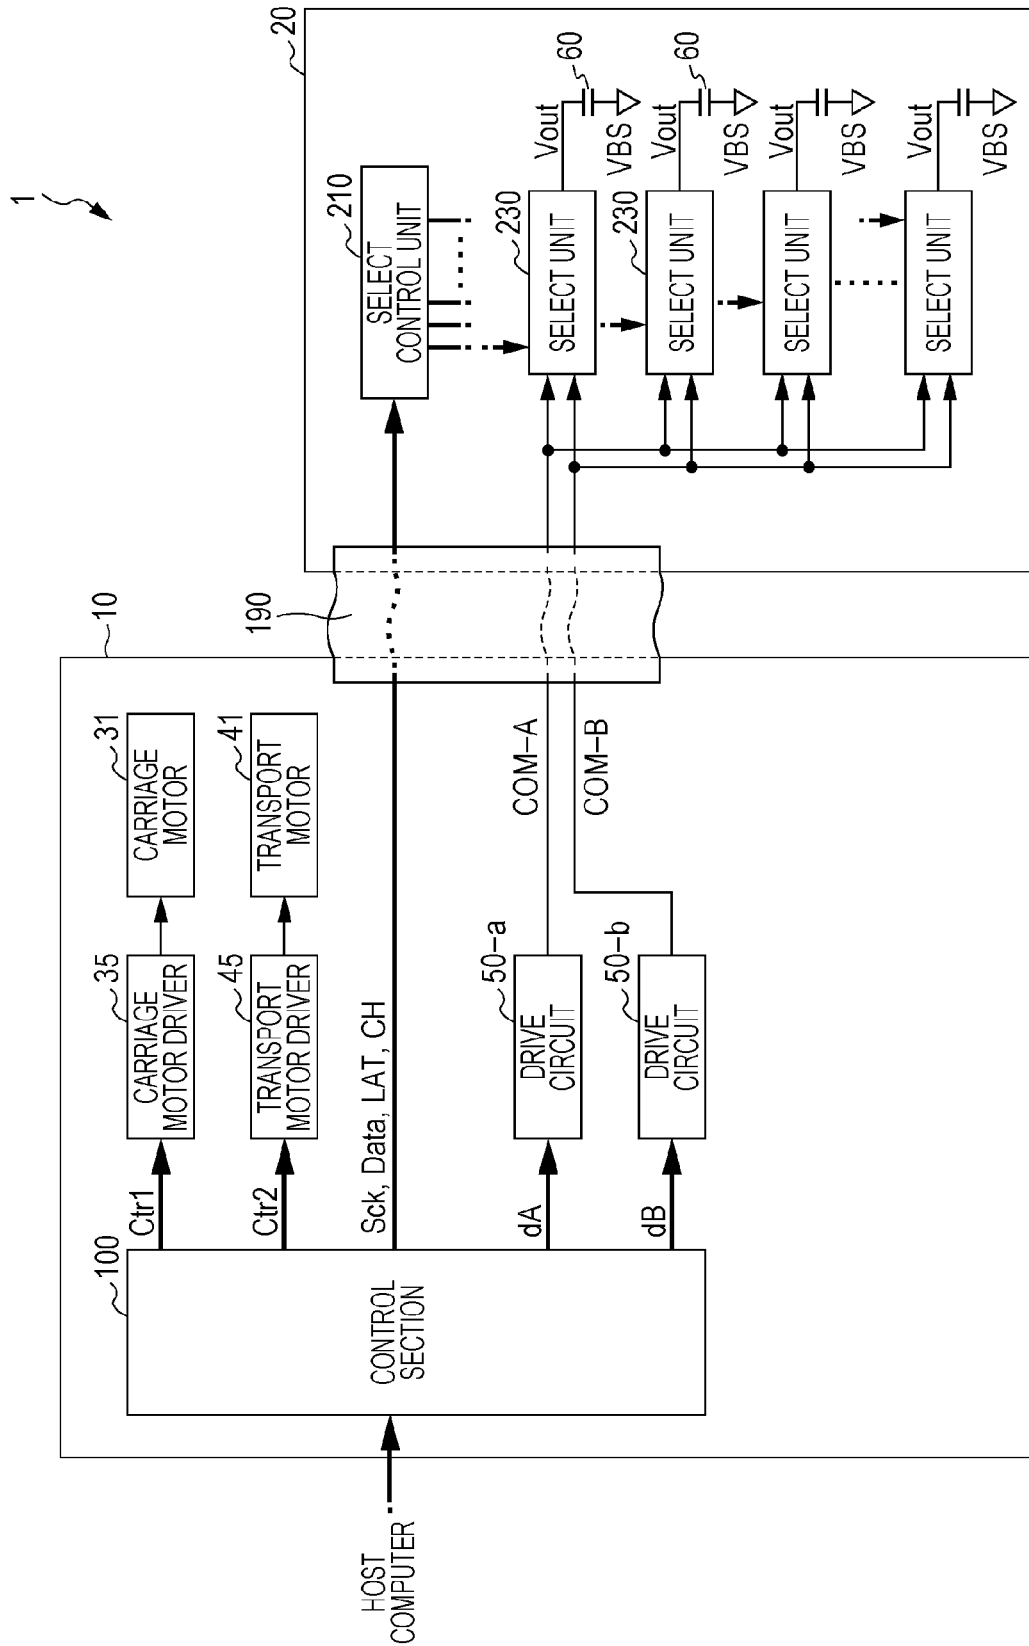 1
10
20
100
HOST
COMPUTER
CONTROL
SECTION
Ctr1
35
CARRIAGE
MOTOR DRIVER
31
CARRIAGE
MOTOR
Ctr2
45
TRANSPORT
MOTOR DRIVER
41
TRANSPORT
MOTOR
Sck, Data, LAT, CH
190
210
SELECT
CONTROL UNIT
dA
50-a
DRIVE
CIRCUIT
COM-A
dB
50-b
DRIVE
CIRCUIT
COM-B
230
SELECT UNIT
Vout
60
VBS
230
SELECT UNIT
Vout
60
VBS
SELECT UNIT
Vout
VBS
SELECT UNIT
Vout
VBS